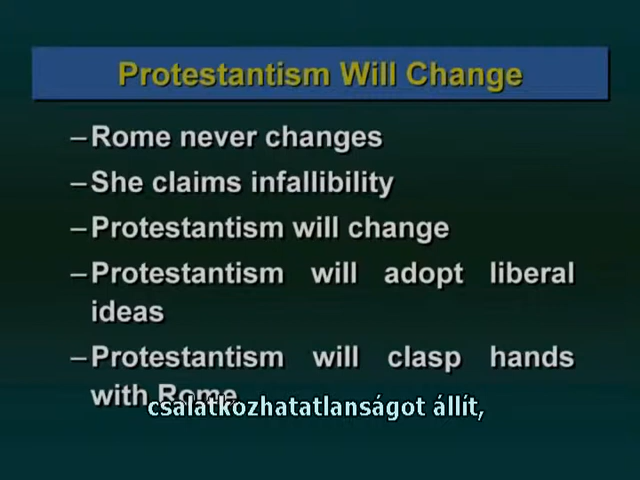 Protestantism Will Change
–Rome never changes
–She claims infallibility
–Protestantism will change
–Protestantism will adopt liberal
ideas
–Protestantism will clasp hands
with Rome
csalatkozhatatlanságot állít,